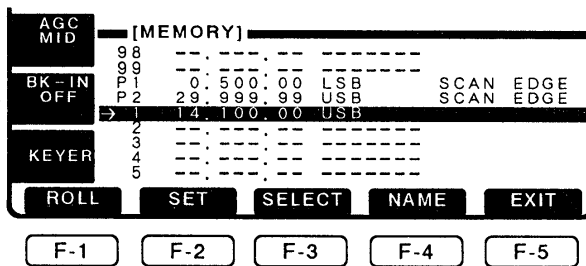 AGC
MID
[MEMORY]
98 --.---.-- -------
99 --.---.-- -------
BK-IN
OFF
P1 0.500.00 LSB SCAN EDGE
P2 29.999.99 USB SCAN EDGE
→ 1 14.100.00 USB
2 --.---.-- -------
3 --.---.-- -------
KEYER
4 --.---.-- -------
5 --.---.-- -------
ROLL SET SELECT NAME EXIT
F-1 F-2 F-3 F-4 F-5